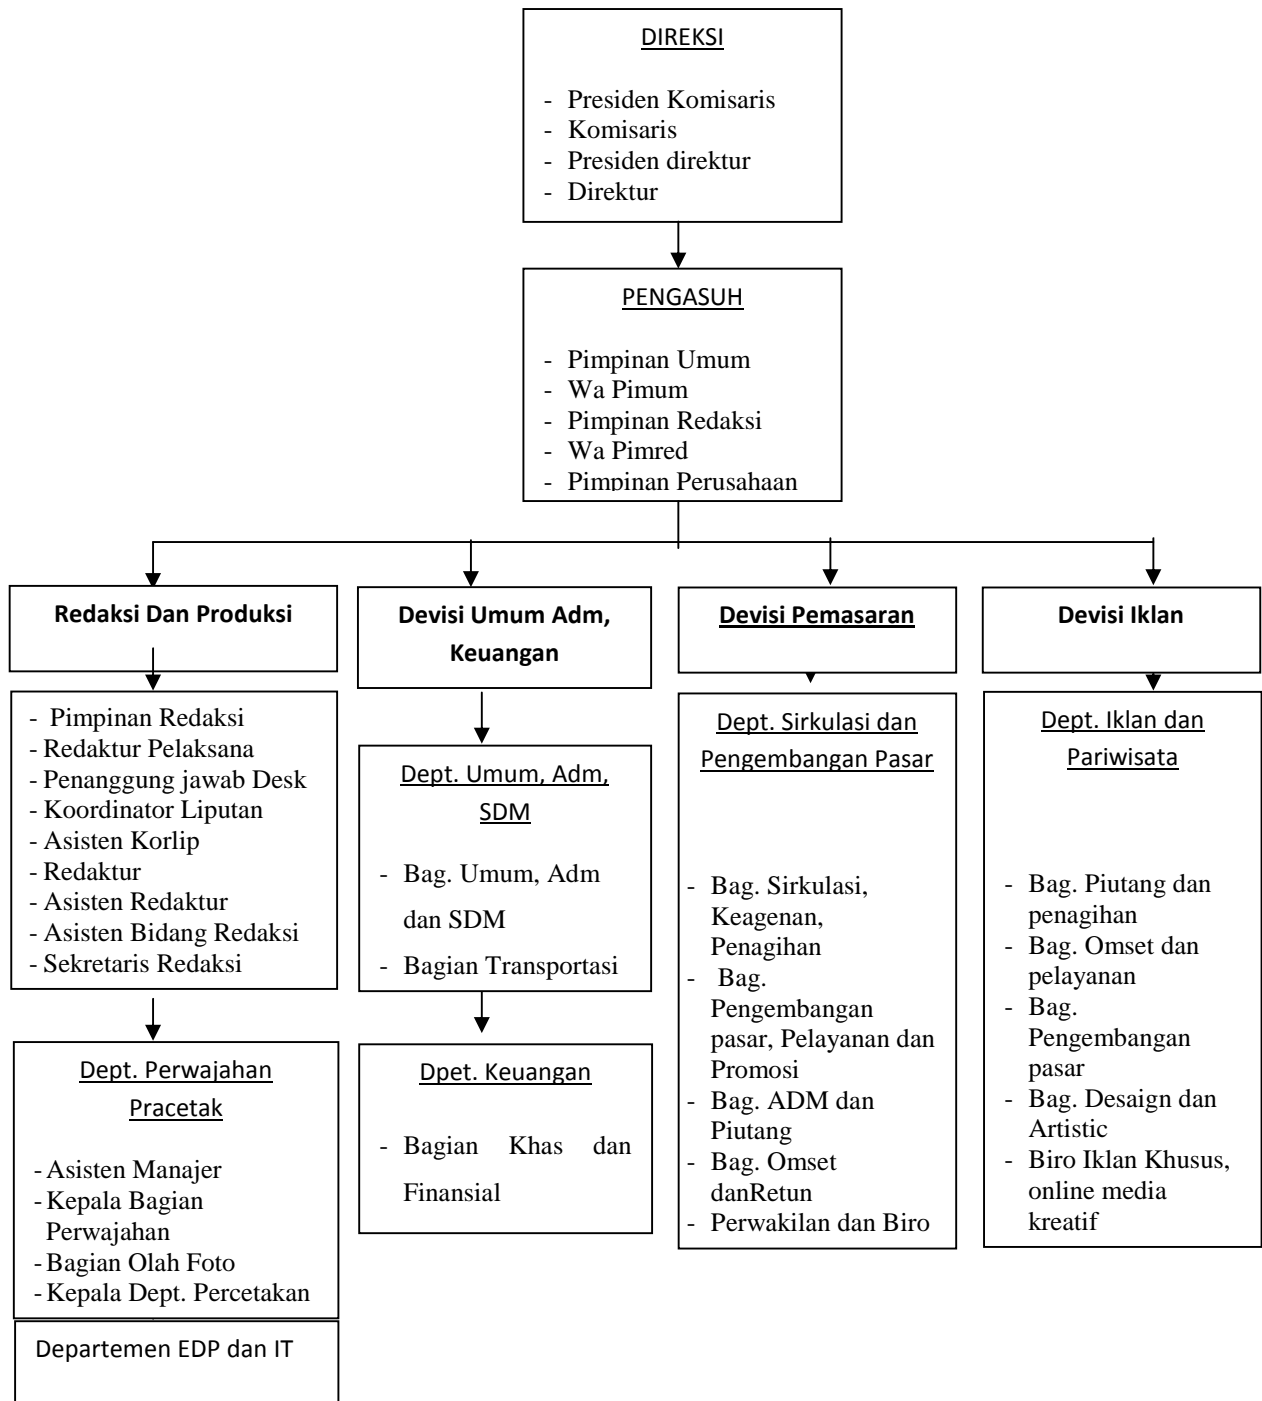 DIREKSI
- Presiden Komisaris
- Komisaris
- Presiden direktur
- Direktur
PENGASUH
- Pimpinan Umum
- Wa Pimum
- Pimpinan Redaksi
- Wa Pimred
- Pimpinan Perusahaan
Redaksi Dan Produksi
- Pimpinan Redaksi
- Redaktur Pelaksana
- Penanggung jawab Desk
- Koordinator Liputan
- Asisten Korlip
- Redaktur
- Asisten Redaktur
- Asisten Bidang Redaksi
- Sekretaris Redaksi
Dept. Perwajahan
Pracetak
- Asisten Manajer
- Kepala Bagian
Perwajahan
- Bagian Olah Foto
- Kepala Dept. Percetakan
Departemen EDP dan IT
Devisi Umum Adm,
Keuangan
Dept. Umum, Adm,
SDM
- Bag. Umum, Adm
dan SDM
- Bagian Transportasi
Dpet. Keuangan
- Bagian Khas dan
Finansial
Devisi Pemasaran
Dept. Sirkulasi dan
Pengembangan Pasar
- Bag. Sirkulasi,
Keagenan,
Penagihan
- Bag.
Pengembangan
pasar, Pelayanan dan
Promosi
- Bag. ADM dan
Piutang
- Bag. Omset
danRetun
- Perwakilan dan Biro
Devisi Iklan
Dept. Iklan dan
Pariwisata
- Bag. Piutang dan
penagihan
- Bag. Omset dan
pelayanan
- Bag.
Pengembangan
pasar
- Bag. Desaign dan
Artistic
- Biro Iklan Khusus,
online media
kreatif